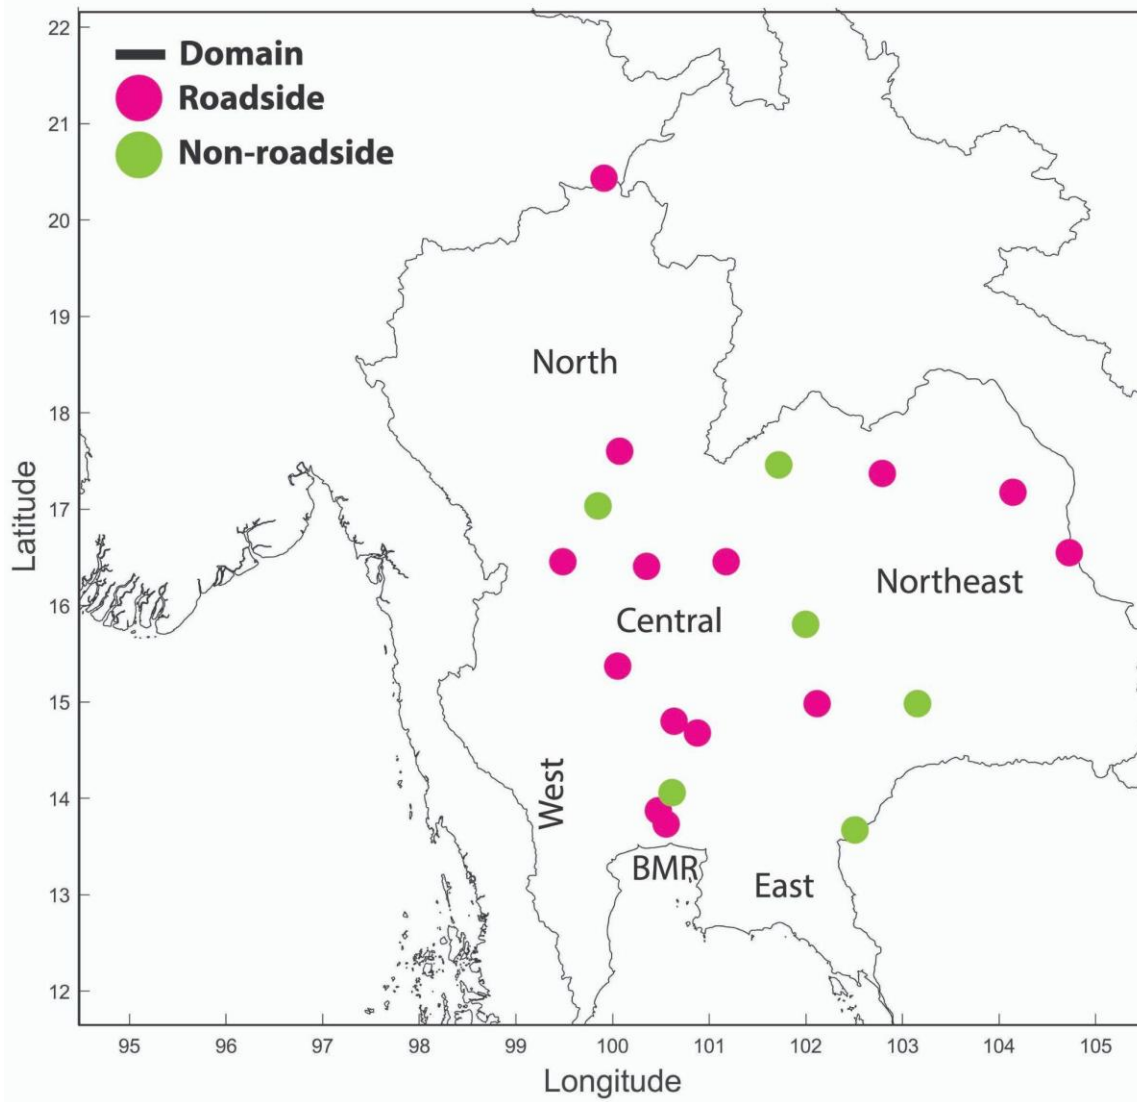 Domain
Roadside
Non-roadside
22
21
20
19
18
17
16
15
14
13
12
Latitude
North
Northeast
Central
West
BMR
East
95 96 97 98 99 100 101 102 103 104 105
Longitude